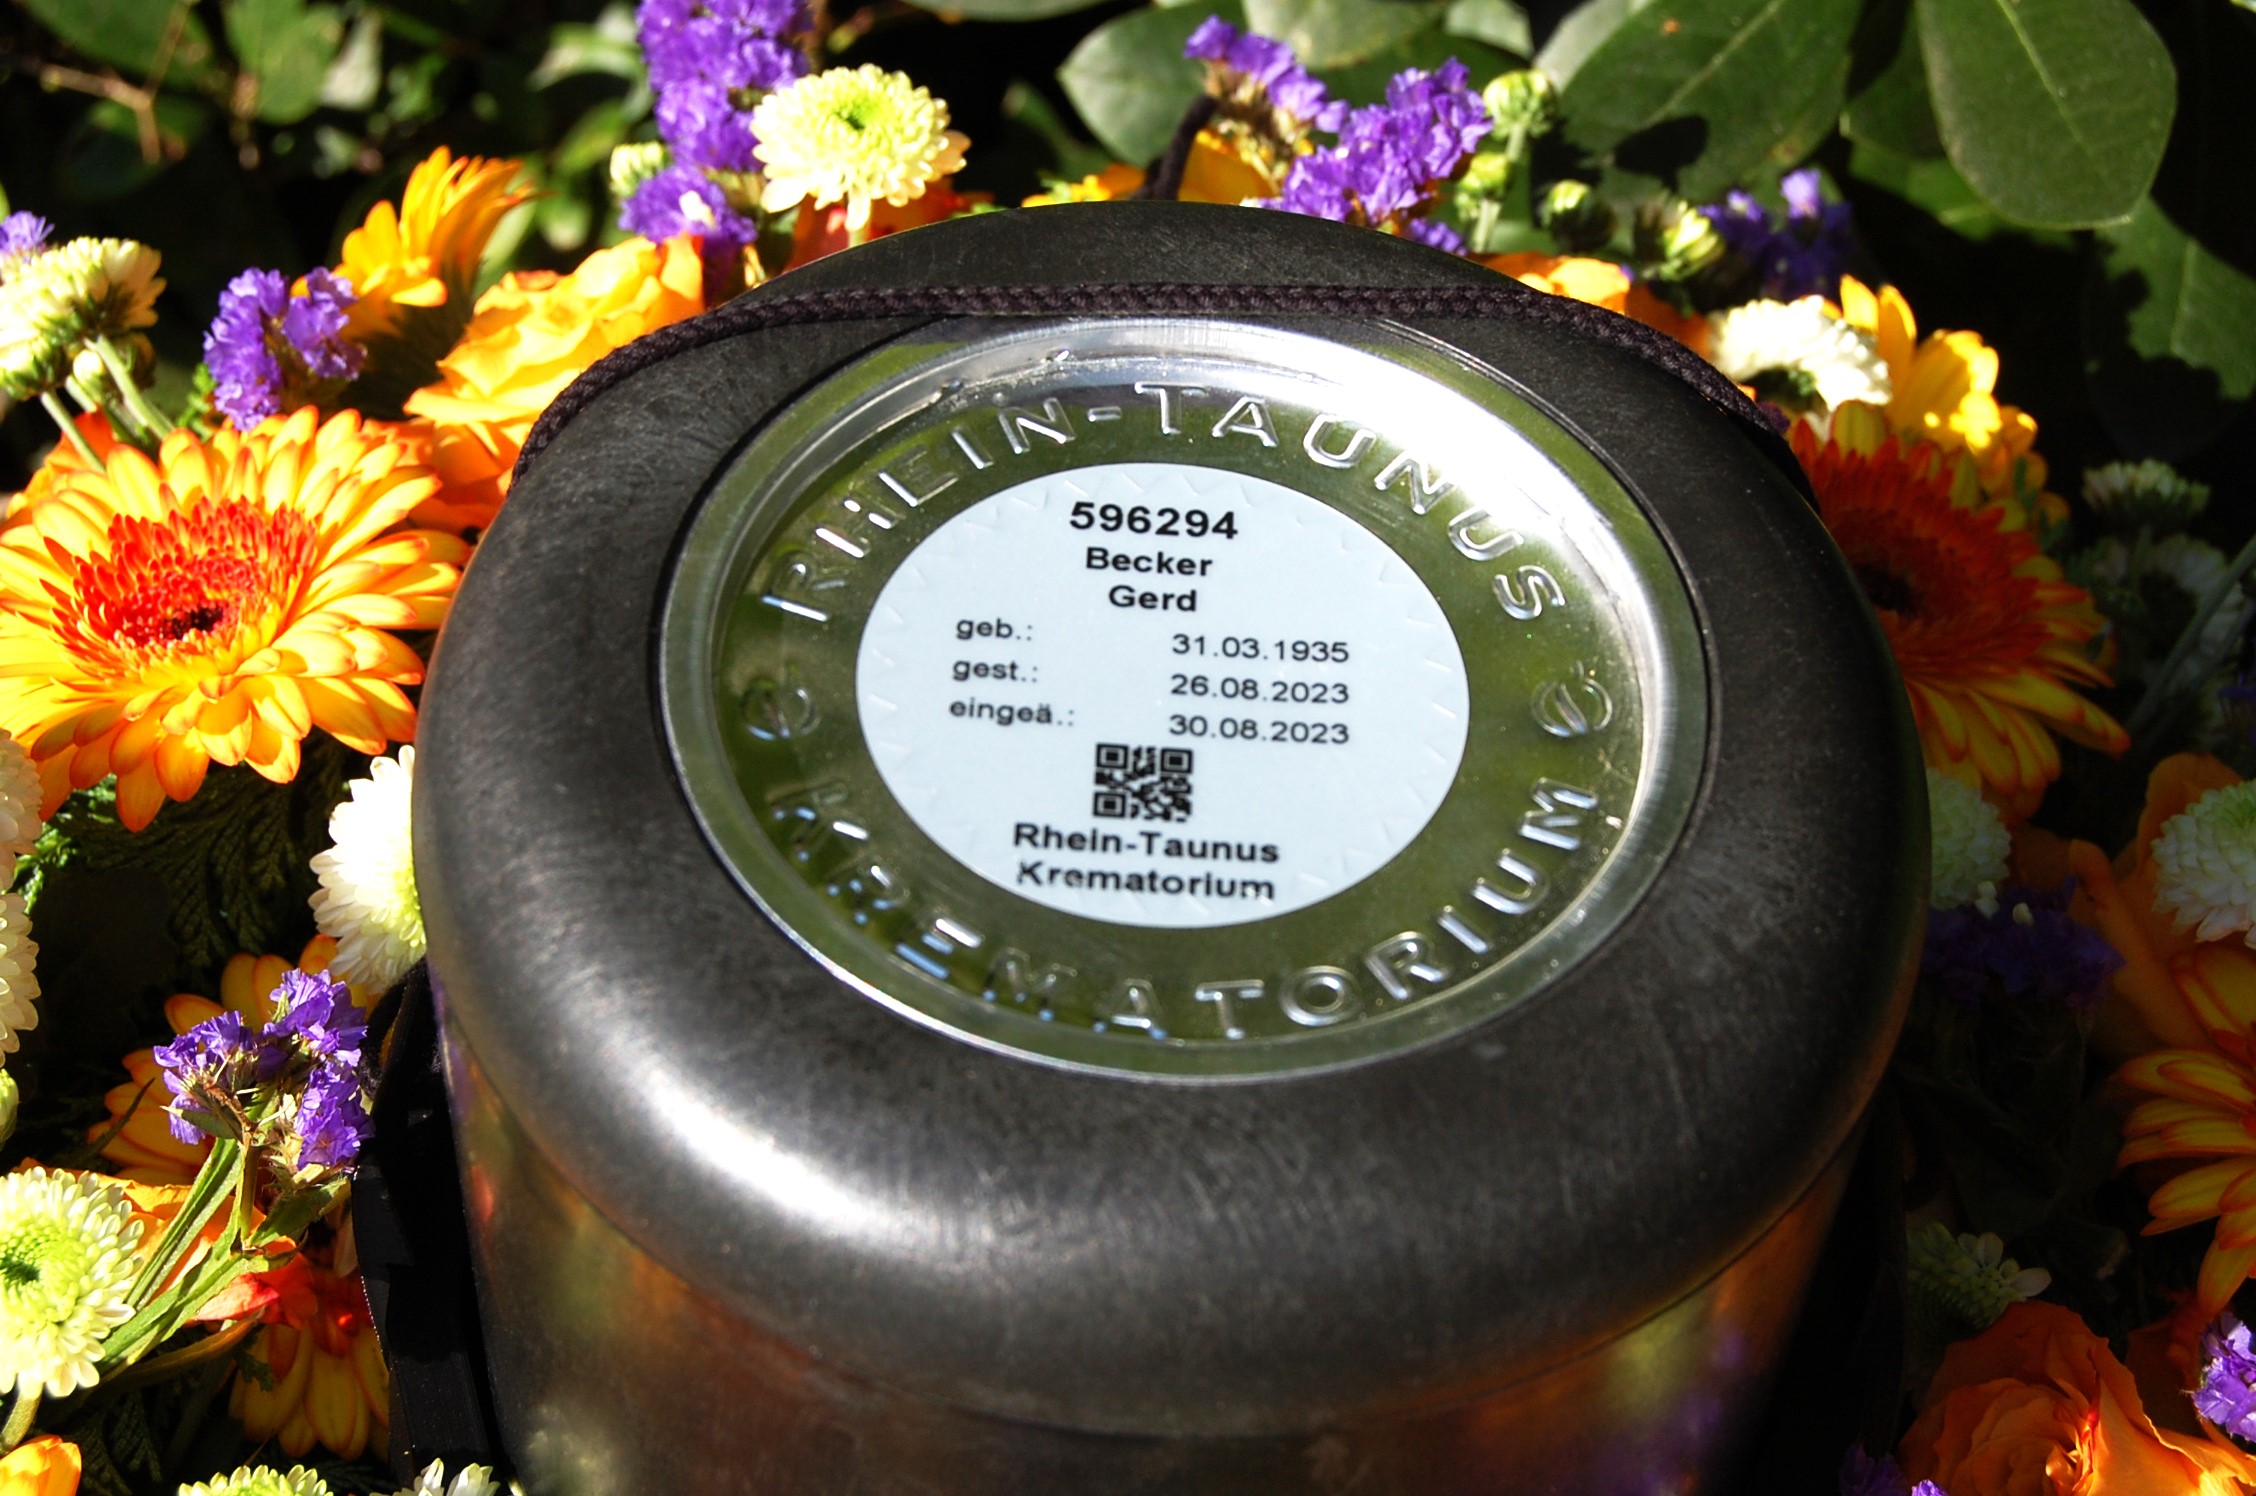 RHEIN-TAUNUS
596294
Becker
Gerd
geb.: 31.03.1935
gest.: 26.08.2023
eingeä.: 30.08.2023
Rhein-Taunus
Krematorium
KREMATORIUM